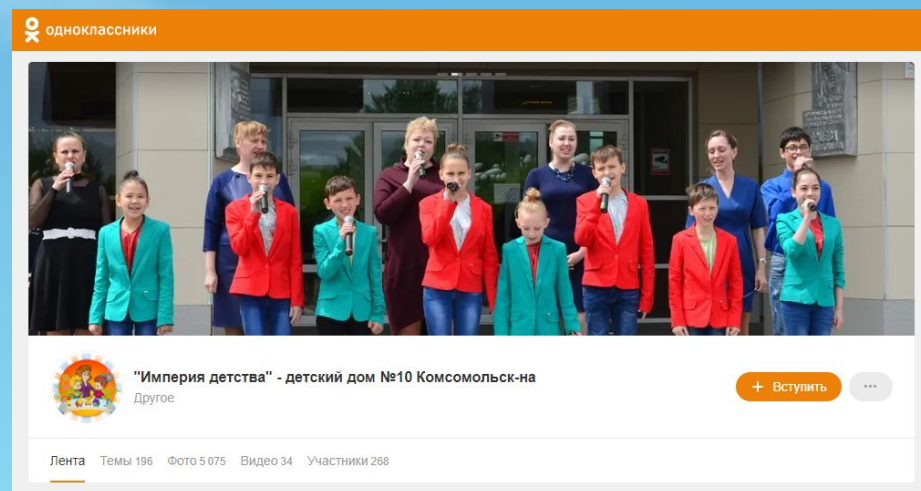 одноклассники
"Империя детства" - детский дом №10 Комсомольск-на
Другое
+ Вступить
Лента Темы 196 Фото 5 075 Видео 34 Участники 268